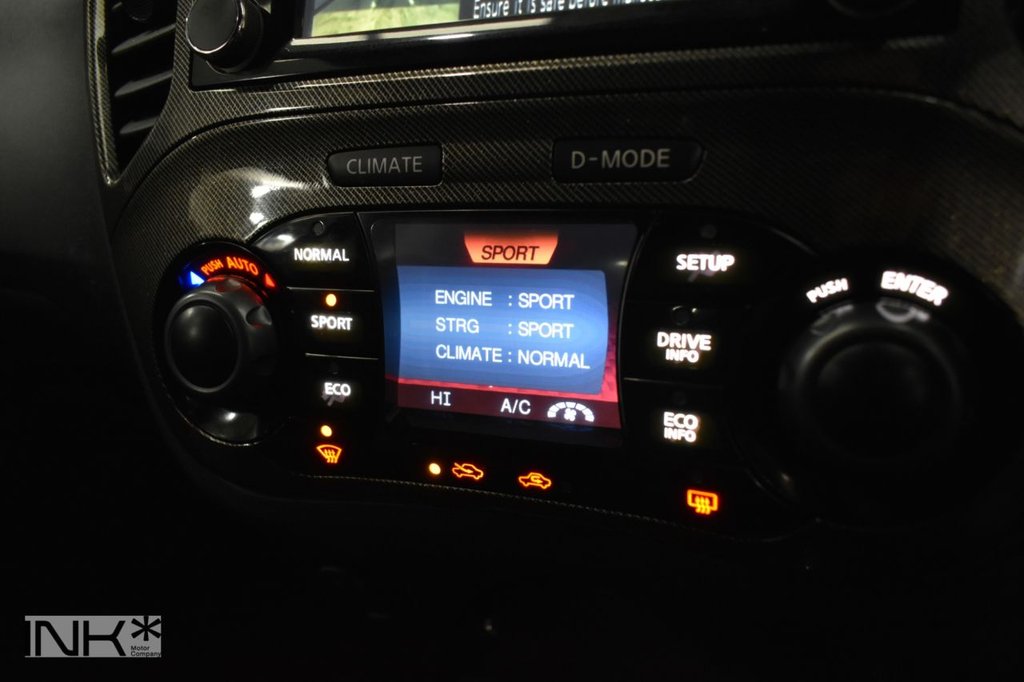 Ensure it is safe before
CLIMATE
D-MODE
PUSH AUTO
NORMAL
SPORT
ECO
SPORT
ENGINE : SPORT
STRG : SPORT
CLIMATE : NORMAL
HI A/C
SETUP
DRIVE
INFO
ECO
INFO
PUSH ENTER
INK*
Motor
Company